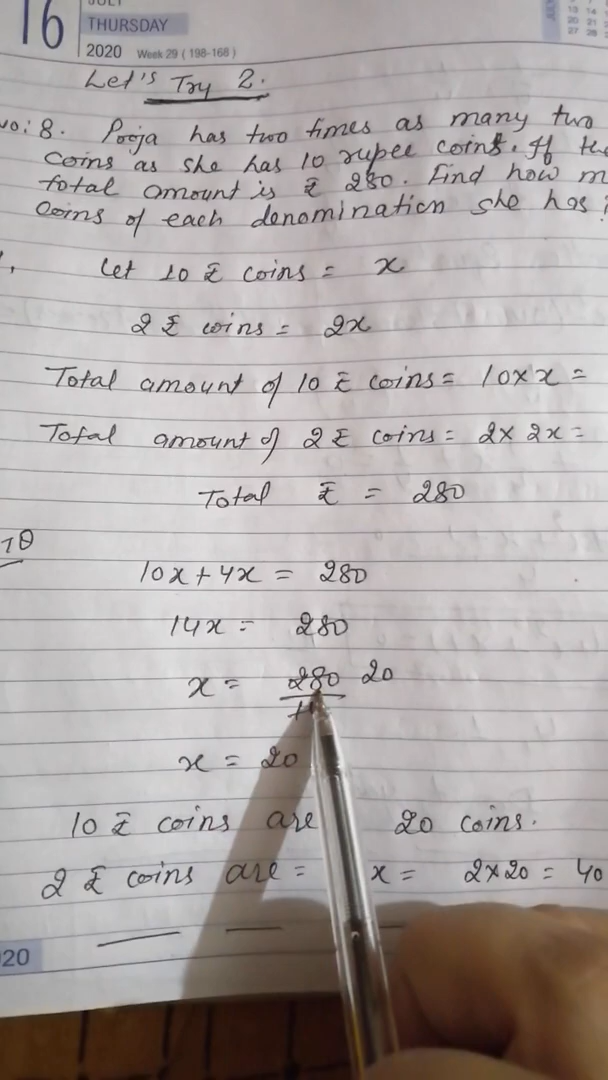 16
THURSDAY
2020 Week 29 (198-168)
Let's Try 2.
no: 8. Pooja has two times as many two
coins as she has 10 rupee coins. If the
total amount is ₹ 280. Find how m
coins of each denomination she has?
Let 10 ₹ coins = x
2 ₹ coins = 2x
Total amount of 10 ₹ coins = 10 × x =
Total amount of 2 ₹ coins = 2 × 2x =
Total ₹ = 280
10x + 4x = 280
14x = 280
x = 280 20
x = 20
10 ₹ coins are 20 coins.
2 ₹ coins are = x = 2×20 = 40
20